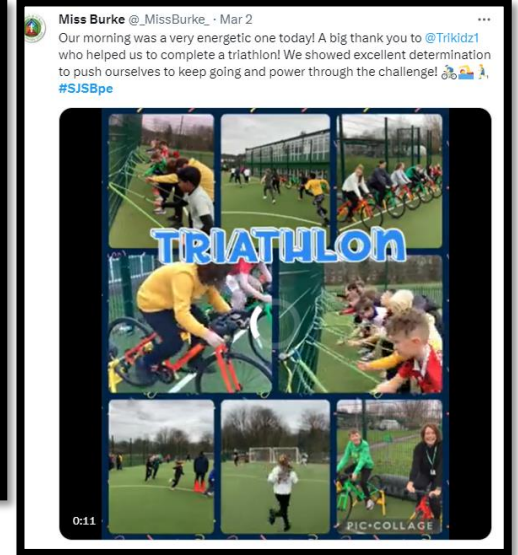 Miss Burke @_MissBurke_ · Mar 2
Our morning was a very energetic one today! A big thank you to @Trikidz1
who helped us to complete a triathlon! We showed excellent determination
to push ourselves to keep going and power through the challenge! 🚴🏊🚶
#SJSBpe
TRIATHLON
PIC•COLLAGE
0:11